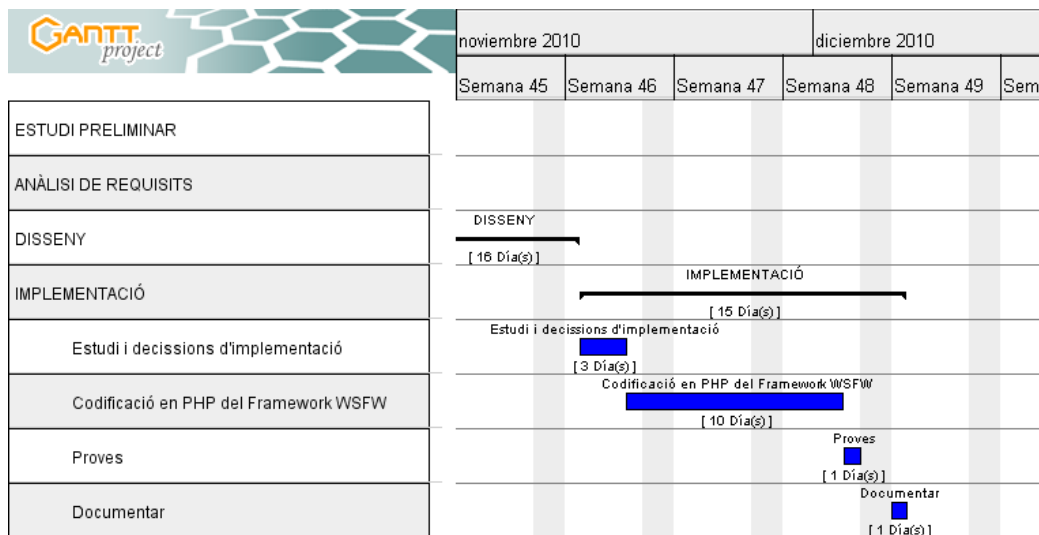 GANTT
project
noviembre 2010 diciembre 2010
Semana 45 Semana 46 Semana 47 Semana 48 Semana 49 Sem
ESTUDI PRELIMINAR
ANÀLISI DE REQUISITS
DISSENY
DISSENY
[ 16 Día(s) ]
IMPLEMENTACIÓ
IMPLEMENTACIÓ
[ 15 Día(s) ]
Estudi i decissions d'implementació
Estudi i decissions d'implementació
[ 3 Día(s) ]
Codificació en PHP del Framework WSFW
Codificació en PHP del Framework WSFW
[ 10 Día(s) ]
Proves
Proves
[ 1 Día(s) ]
Documentar
Documentar
[ 1 Día(s) ]